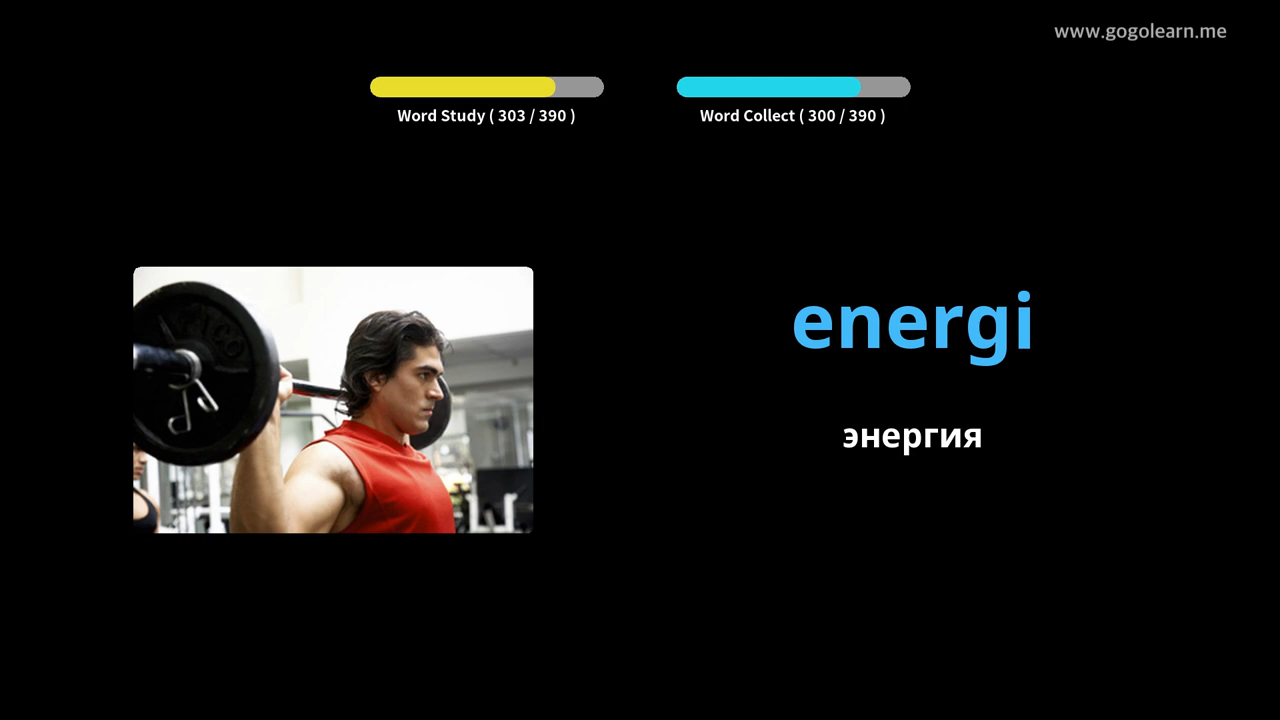 www.gogolearn.me
Word Study ( 303 / 390 )
Word Collect ( 300 / 390 )
energi
энергия